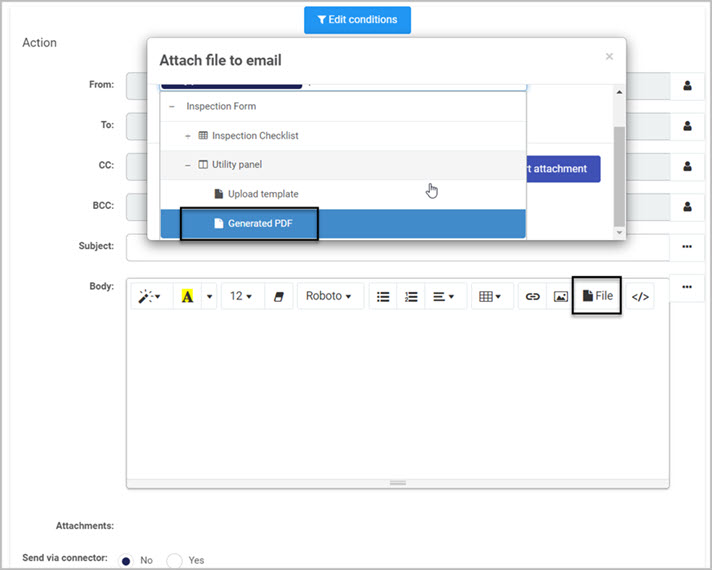 Edit conditions
Action
Attach file to email ×
From:
Inspection Form
To:
Inspection Checklist
CC:
Utility panel
t attachment
Upload template
BCC:
Generated PDF
Subject:
Body:
A 12 Roboto File </>
Attachments:
Send via connector: No Yes